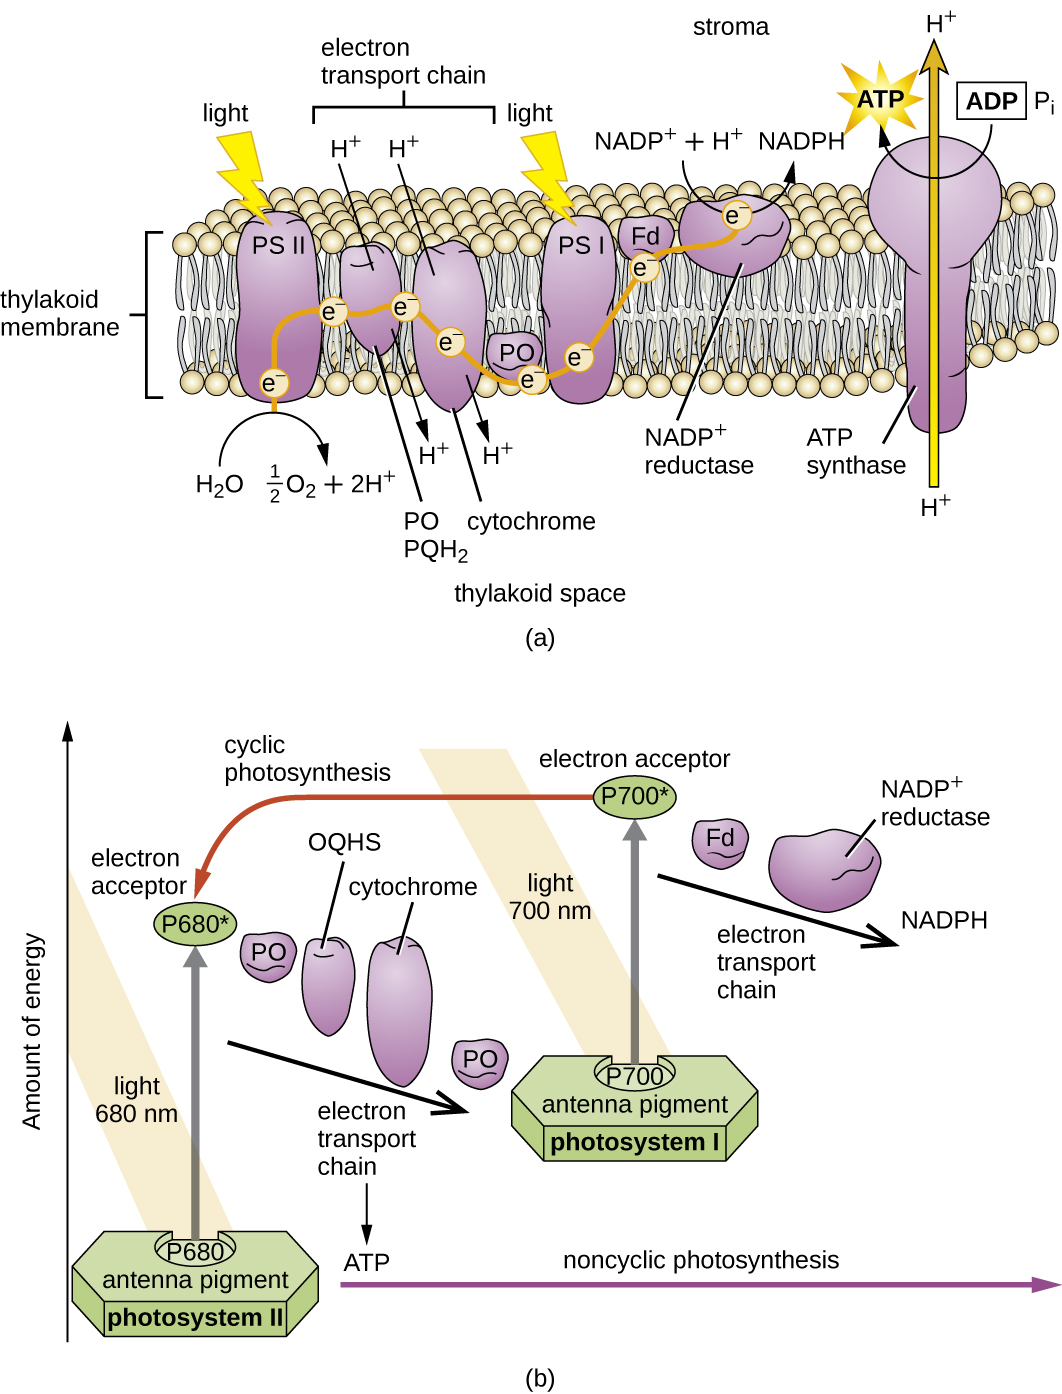 stroma
H⁺
electron
transport chain
light
light
H⁺
H⁺
NADP⁺ + H⁺
NADPH
ATP
ADP
Pᵢ
PS II
PS I
Fd
e⁻
e⁻
e⁻
e⁻
e⁻
e⁻
e⁻
e⁻
PO
thylakoid
membrane
H₂O
½O₂ + 2H⁺
H⁺
H⁺
NADP⁺
reductase
ATP
synthase
H⁺
PO
PQH₂
cytochrome
thylakoid space
(a)
Amount of energy
cyclic
photosynthesis
electron acceptor
P700*
NADP⁺
reductase
Fd
OQHS
electron
acceptor
cytochrome
light
700 nm
P680*
PO
NADPH
electron
transport
chain
PO
P700
antenna pigment
photosystem I
light
680 nm
electron
transport
chain
ATP
P680
antenna pigment
photosystem II
noncyclic photosynthesis
(b)